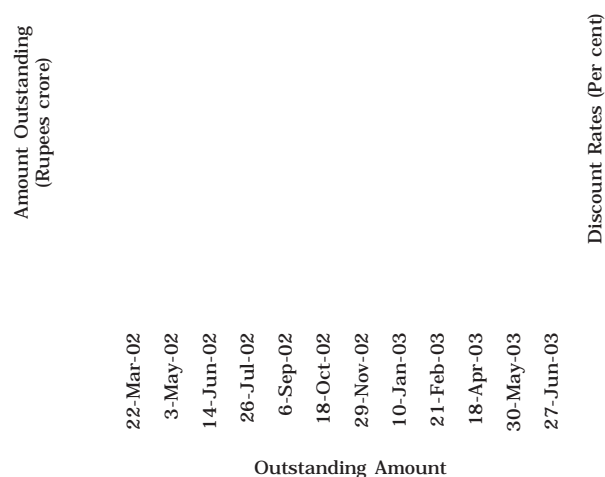 Amount Outstanding
(Rupees crore)
Discount Rates (Per cent)
22-Mar-02
3-May-02
14-Jun-02
26-Jul-02
6-Sep-02
18-Oct-02
29-Nov-02
10-Jan-03
21-Feb-03
18-Apr-03
30-May-03
27-Jun-03
Outstanding Amount